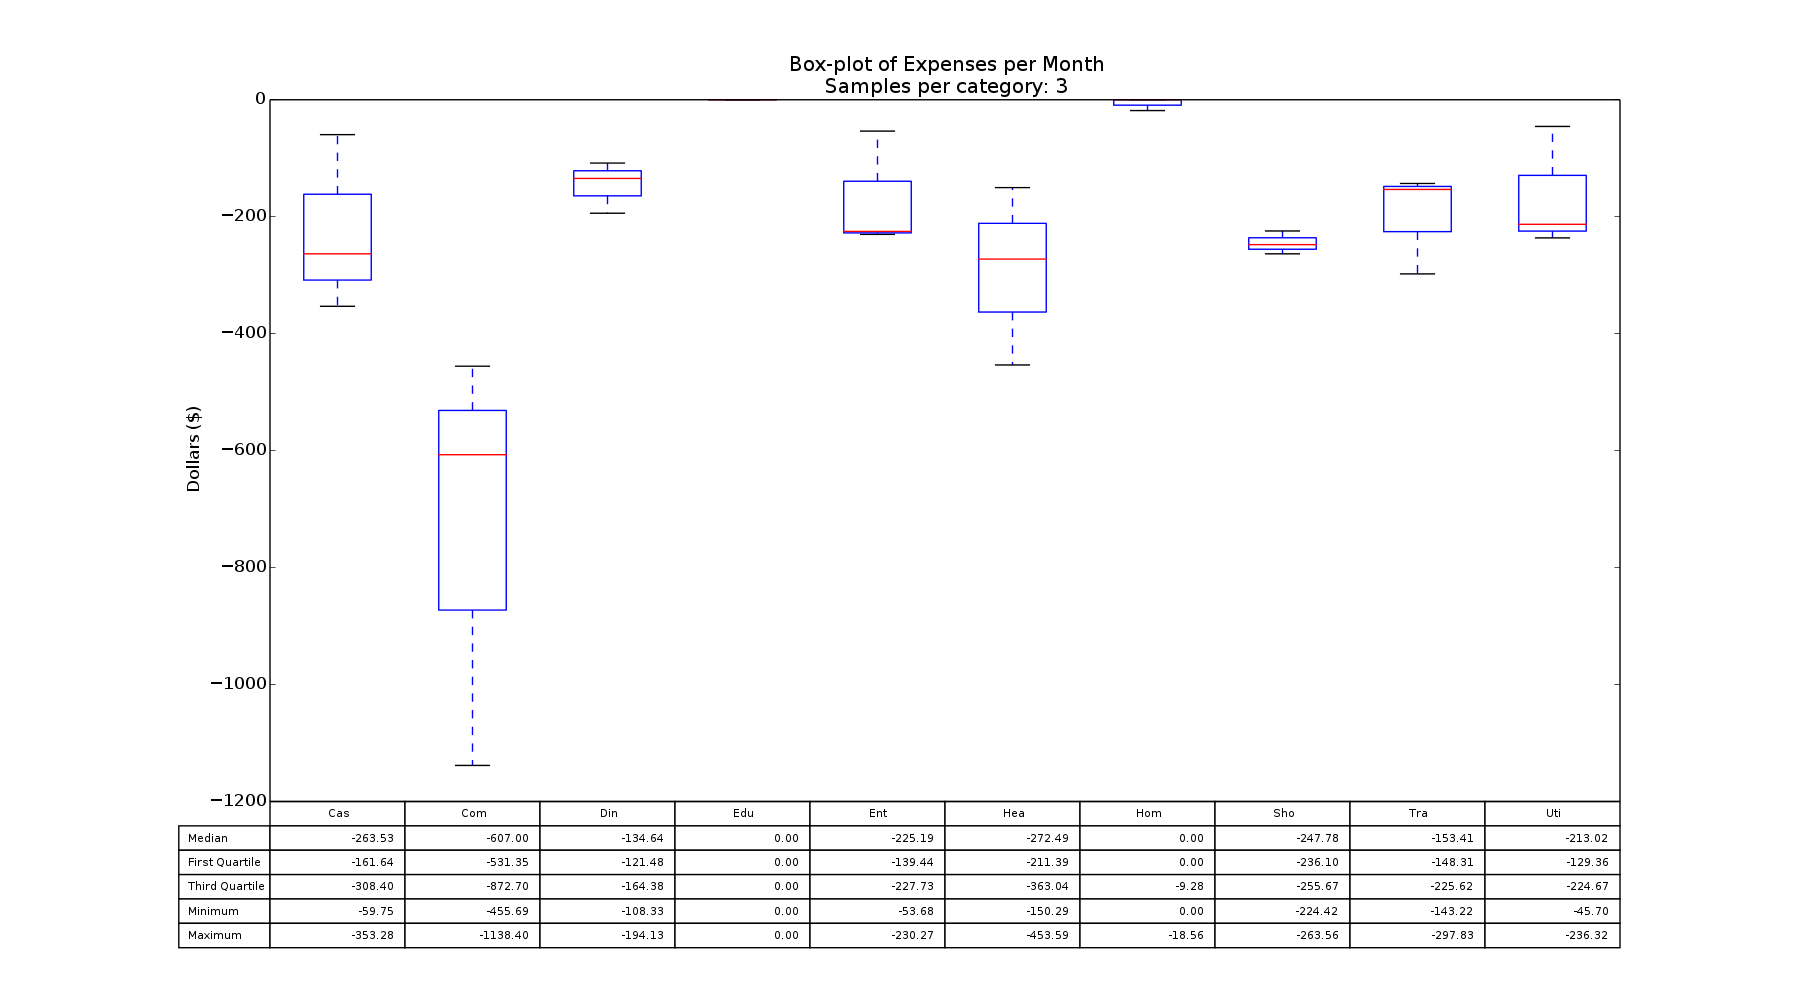 Box-plot of Expenses per Month
Samples per category: 3
0
−200
−400
−600
−800
−1000
−1200
Dollars ($)
Cas Com Din Edu Ent Hea Hom Sho Tra Uti
Median -263.53 -607.00 -134.64 0.00 -225.19 -272.49 0.00 -247.78 -153.41 -213.02
First Quartile -161.64 -531.35 -121.48 0.00 -139.44 -211.39 0.00 -236.10 -148.31 -129.36
Third Quartile -308.40 -872.70 -164.38 0.00 -227.73 -363.04 -9.28 -255.67 -225.62 -224.67
Minimum -59.75 -455.69 -108.33 0.00 -53.68 -150.29 0.00 -224.42 -143.22 -45.70
Maximum -353.28 -1138.40 -194.13 0.00 -230.27 -453.59 -18.56 -263.56 -297.83 -236.32